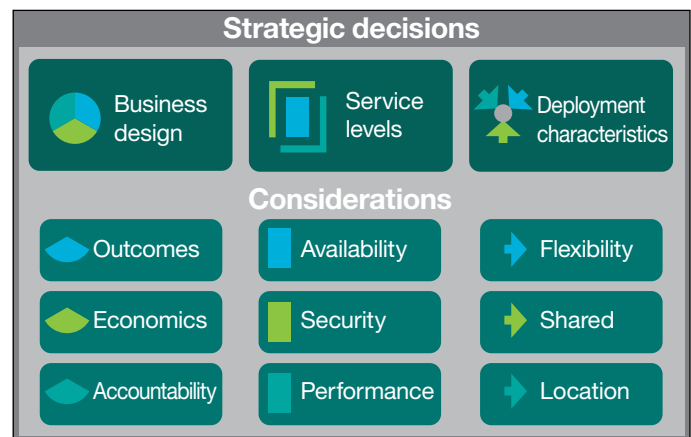 Strategic decisions
Business
design
Service
levels
Deployment
characteristics
Considerations
Outcomes
Availability
Flexibility
Economics
Security
Shared
Accountability
Performance
Location